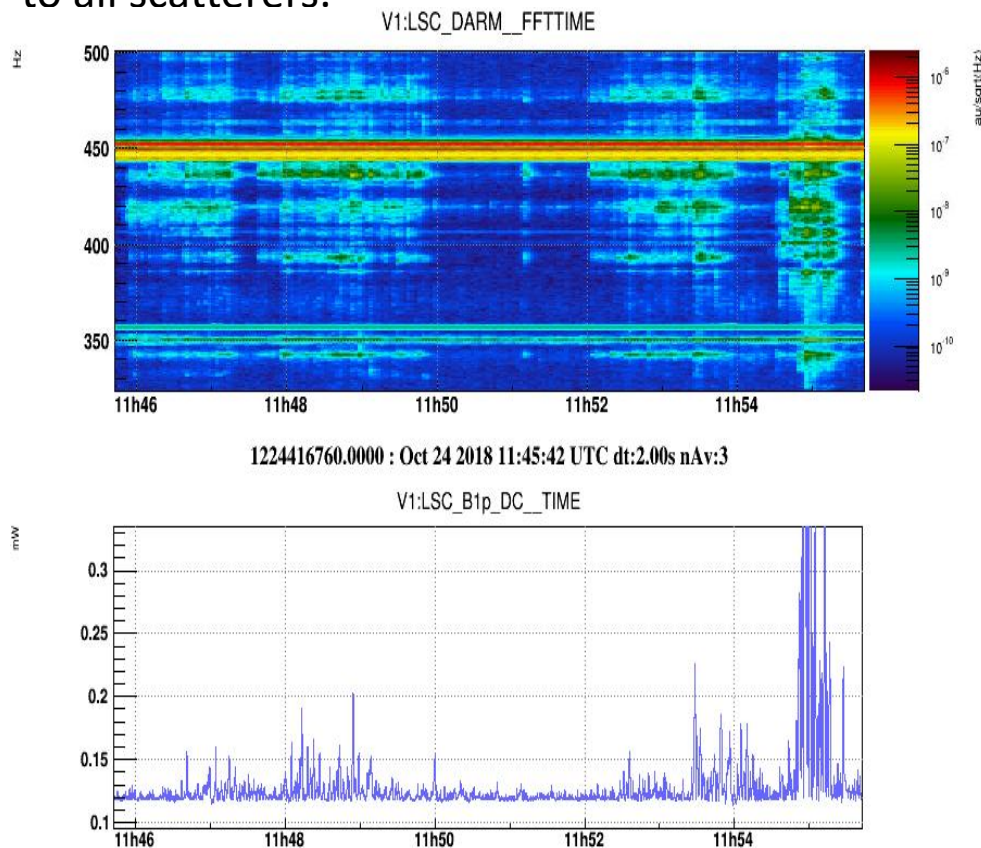 to all scatterers.
V1:LSC_DARM__FFTTIME
Hz
500
450
400
350
11h46 11h48 11h50 11h52 11h54
au/sqrt(Hz)
10-6
10-7
10-8
10-9
10-10
1224416760.0000 : Oct 24 2018 11:45:42 UTC dt:2.00s nAv:3
V1:LSC_B1p_DC__TIME
mW
0.3
0.25
0.2
0.15
0.1
11h46 11h48 11h50 11h52 11h54